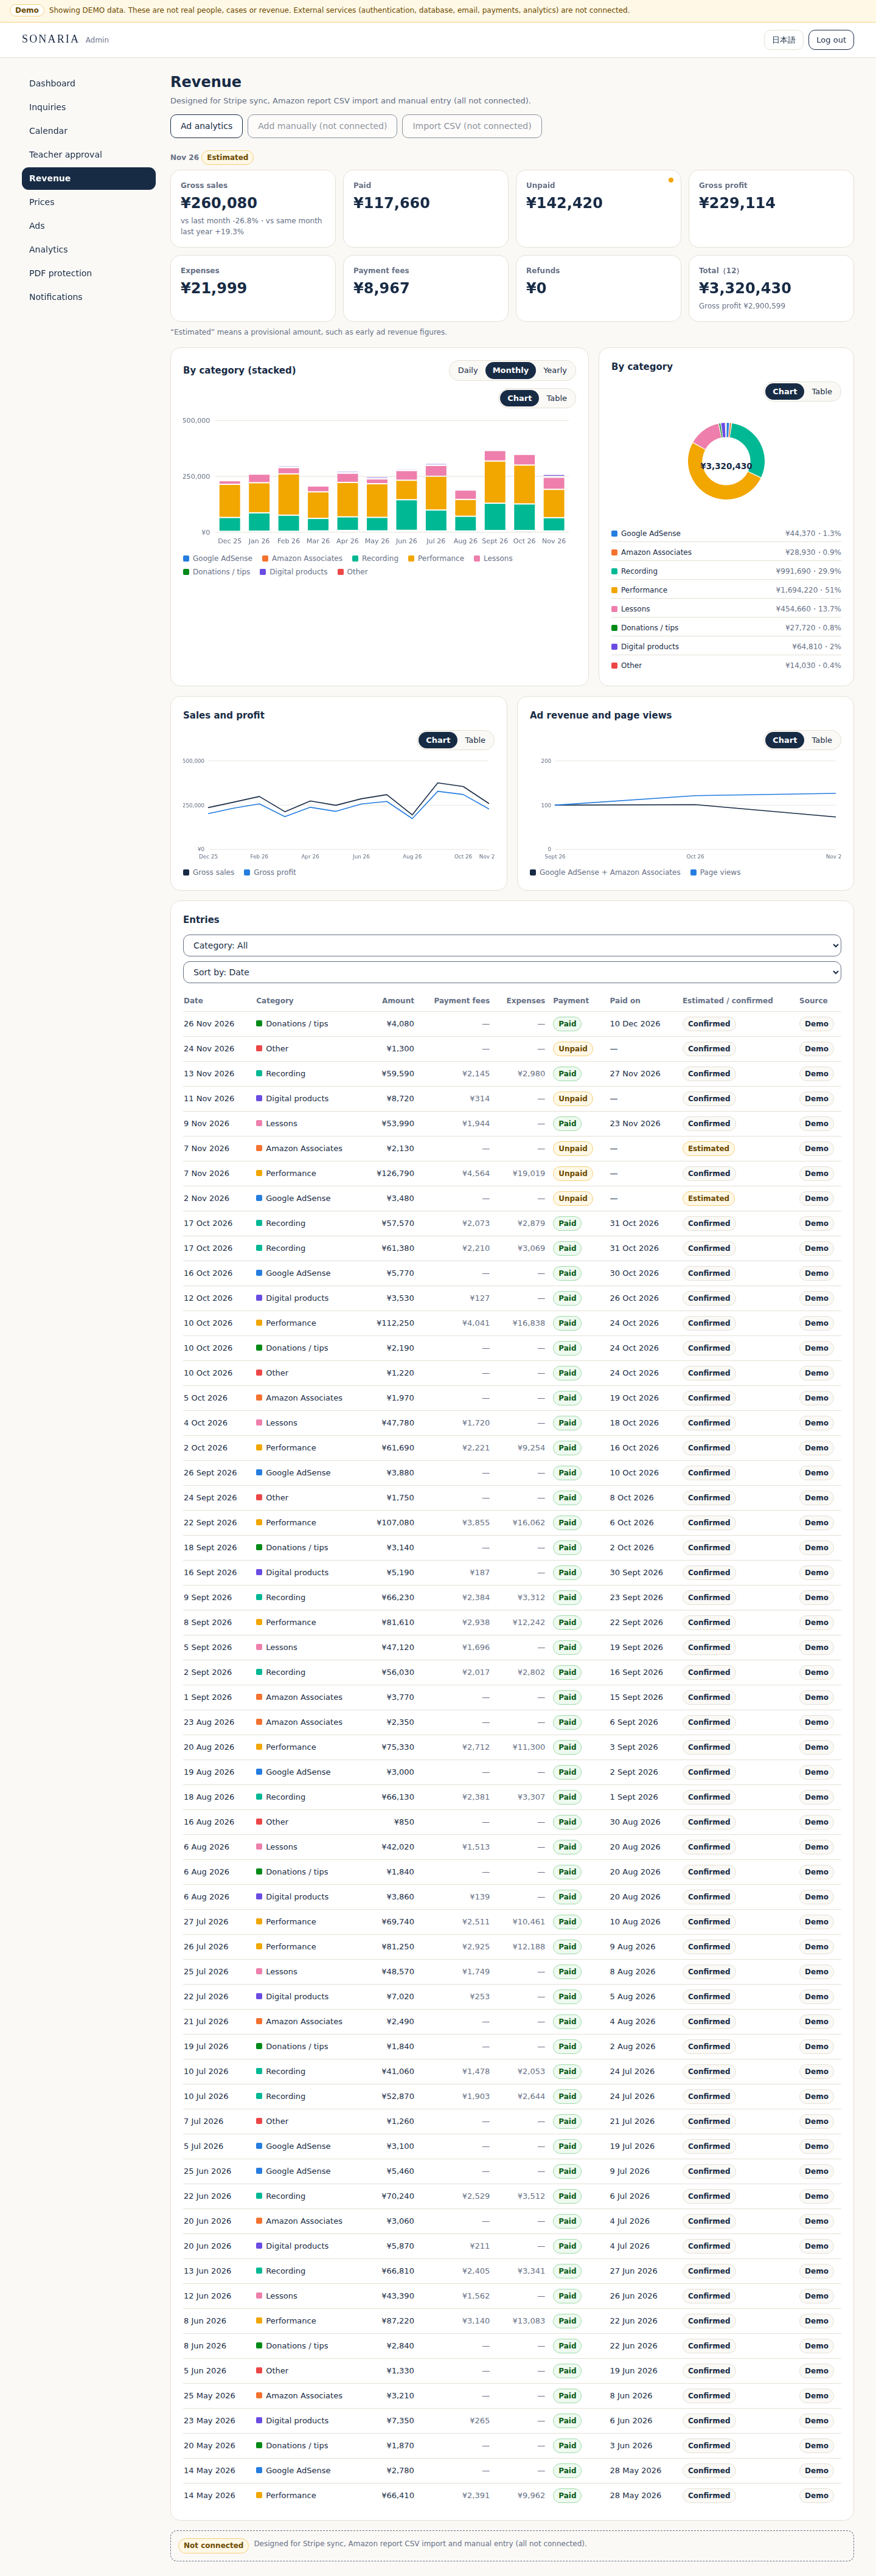 Demo Showing DEMO data. These are not real people, cases or revenue. External services (authentication, database, email, payments, analytics) are not connected.
SONARIA Admin
日本語 Log out
Dashboard
Inquiries
Calendar
Teacher approval
Revenue
Prices
Ads
Analytics
PDF protection
Notifications
Revenue
Designed for Stripe sync, Amazon report CSV import and manual entry (all not connected).
Ad analytics Add manually (not connected) Import CSV (not connected)
Nov 26 Estimated
Gross sales
¥260,080
vs last month -26.8% · vs same month
last year +19.3%
Paid
¥117,660
Unpaid
¥142,420
Gross profit
¥229,114
Expenses
¥21,999
Payment fees
¥8,967
Refunds
¥0
Total (12)
¥3,320,430
Gross profit ¥2,900,599
“Estimated” means a provisional amount, such as early ad revenue figures.
By category (stacked)
Daily Monthly Yearly
Chart Table
500,000
250,000
¥0
Dec 25 Jan 26 Feb 26 Mar 26 Apr 26 May 26 Jun 26 Jul 26 Aug 26 Sept 26 Oct 26 Nov 26
Google AdSense Amazon Associates Recording Performance Lessons
Donations / tips Digital products Other
By category
Chart Table
¥3,320,430
Google AdSense ¥44,370 · 1.3%
Amazon Associates ¥28,930 · 0.9%
Recording ¥991,690 · 29.9%
Performance ¥1,694,220 · 51%
Lessons ¥454,660 · 13.7%
Donations / tips ¥27,720 · 0.8%
Digital products ¥64,810 · 2%
Other ¥14,030 · 0.4%
Sales and profit
Chart Table
500,000
250,000
¥0
Dec 25 Feb 26 Apr 26 Jun 26 Aug 26 Oct 26 Nov 2
Gross sales Gross profit
Ad revenue and page views
Chart Table
200
100
0
Sept 26 Oct 26 Nov 2
Google AdSense + Amazon Associates Page views
Entries
Category: All
Sort by: Date
Date Category Amount Payment fees Expenses Payment Paid on Estimated / confirmed Source
26 Nov 2026 Donations / tips ¥4,080 — — Paid 10 Dec 2026 Confirmed Demo
24 Nov 2026 Other ¥1,300 — — Unpaid — Confirmed Demo
13 Nov 2026 Recording ¥59,590 ¥2,145 ¥2,980 Paid 27 Nov 2026 Confirmed Demo
11 Nov 2026 Digital products ¥8,720 ¥314 — Unpaid — Confirmed Demo
9 Nov 2026 Lessons ¥53,990 ¥1,944 — Paid 23 Nov 2026 Confirmed Demo
7 Nov 2026 Amazon Associates ¥2,130 — — Unpaid — Estimated Demo
7 Nov 2026 Performance ¥126,790 ¥4,564 ¥19,019 Unpaid — Confirmed Demo
2 Nov 2026 Google AdSense ¥3,480 — — Unpaid — Estimated Demo
17 Oct 2026 Recording ¥57,570 ¥2,073 ¥2,879 Paid 31 Oct 2026 Confirmed Demo
17 Oct 2026 Recording ¥61,380 ¥2,210 ¥3,069 Paid 31 Oct 2026 Confirmed Demo
16 Oct 2026 Google AdSense ¥5,770 — — Paid 30 Oct 2026 Confirmed Demo
12 Oct 2026 Digital products ¥3,530 ¥127 — Paid 26 Oct 2026 Confirmed Demo
10 Oct 2026 Performance ¥112,250 ¥4,041 ¥16,838 Paid 24 Oct 2026 Confirmed Demo
10 Oct 2026 Donations / tips ¥2,190 — — Paid 24 Oct 2026 Confirmed Demo
10 Oct 2026 Other ¥1,220 — — Paid 24 Oct 2026 Confirmed Demo
5 Oct 2026 Amazon Associates ¥1,970 — — Paid 19 Oct 2026 Confirmed Demo
4 Oct 2026 Lessons ¥47,780 ¥1,720 — Paid 18 Oct 2026 Confirmed Demo
2 Oct 2026 Performance ¥61,690 ¥2,221 ¥9,254 Paid 16 Oct 2026 Confirmed Demo
26 Sept 2026 Google AdSense ¥3,880 — — Paid 10 Oct 2026 Confirmed Demo
24 Sept 2026 Other ¥1,750 — — Paid 8 Oct 2026 Confirmed Demo
22 Sept 2026 Performance ¥107,080 ¥3,855 ¥16,062 Paid 6 Oct 2026 Confirmed Demo
18 Sept 2026 Donations / tips ¥3,140 — — Paid 2 Oct 2026 Confirmed Demo
16 Sept 2026 Digital products ¥5,190 ¥187 — Paid 30 Sept 2026 Confirmed Demo
9 Sept 2026 Recording ¥66,230 ¥2,384 ¥3,312 Paid 23 Sept 2026 Confirmed Demo
8 Sept 2026 Performance ¥81,610 ¥2,938 ¥12,242 Paid 22 Sept 2026 Confirmed Demo
5 Sept 2026 Lessons ¥47,120 ¥1,696 — Paid 19 Sept 2026 Confirmed Demo
2 Sept 2026 Recording ¥56,030 ¥2,017 ¥2,802 Paid 16 Sept 2026 Confirmed Demo
1 Sept 2026 Amazon Associates ¥3,770 — — Paid 15 Sept 2026 Confirmed Demo
23 Aug 2026 Amazon Associates ¥2,350 — — Paid 6 Sept 2026 Confirmed Demo
20 Aug 2026 Performance ¥75,330 ¥2,712 ¥11,300 Paid 3 Sept 2026 Confirmed Demo
19 Aug 2026 Google AdSense ¥3,000 — — Paid 2 Sept 2026 Confirmed Demo
18 Aug 2026 Recording ¥66,130 ¥2,381 ¥3,307 Paid 1 Sept 2026 Confirmed Demo
16 Aug 2026 Other ¥850 — — Paid 30 Aug 2026 Confirmed Demo
6 Aug 2026 Lessons ¥42,020 ¥1,513 — Paid 20 Aug 2026 Confirmed Demo
6 Aug 2026 Donations / tips ¥1,840 — — Paid 20 Aug 2026 Confirmed Demo
6 Aug 2026 Digital products ¥3,860 ¥139 — Paid 20 Aug 2026 Confirmed Demo
27 Jul 2026 Performance ¥69,740 ¥2,511 ¥10,461 Paid 10 Aug 2026 Confirmed Demo
26 Jul 2026 Performance ¥81,250 ¥2,925 ¥12,188 Paid 9 Aug 2026 Confirmed Demo
25 Jul 2026 Lessons ¥48,570 ¥1,749 — Paid 8 Aug 2026 Confirmed Demo
22 Jul 2026 Digital products ¥7,020 ¥253 — Paid 5 Aug 2026 Confirmed Demo
21 Jul 2026 Amazon Associates ¥2,490 — — Paid 4 Aug 2026 Confirmed Demo
19 Jul 2026 Donations / tips ¥1,840 — — Paid 2 Aug 2026 Confirmed Demo
10 Jul 2026 Recording ¥41,060 ¥1,478 ¥2,053 Paid 24 Jul 2026 Confirmed Demo
10 Jul 2026 Recording ¥52,870 ¥1,903 ¥2,644 Paid 24 Jul 2026 Confirmed Demo
7 Jul 2026 Other ¥1,260 — — Paid 21 Jul 2026 Confirmed Demo
5 Jul 2026 Google AdSense ¥3,100 — — Paid 19 Jul 2026 Confirmed Demo
25 Jun 2026 Google AdSense ¥5,460 — — Paid 9 Jul 2026 Confirmed Demo
22 Jun 2026 Recording ¥70,240 ¥2,529 ¥3,512 Paid 6 Jul 2026 Confirmed Demo
20 Jun 2026 Amazon Associates ¥3,060 — — Paid 4 Jul 2026 Confirmed Demo
20 Jun 2026 Digital products ¥5,870 ¥211 — Paid 4 Jul 2026 Confirmed Demo
13 Jun 2026 Recording ¥66,810 ¥2,405 ¥3,341 Paid 27 Jun 2026 Confirmed Demo
12 Jun 2026 Lessons ¥43,390 ¥1,562 — Paid 26 Jun 2026 Confirmed Demo
8 Jun 2026 Performance ¥87,220 ¥3,140 ¥13,083 Paid 22 Jun 2026 Confirmed Demo
8 Jun 2026 Donations / tips ¥2,840 — — Paid 22 Jun 2026 Confirmed Demo
5 Jun 2026 Other ¥1,330 — — Paid 19 Jun 2026 Confirmed Demo
25 May 2026 Amazon Associates ¥3,210 — — Paid 8 Jun 2026 Confirmed Demo
23 May 2026 Digital products ¥7,350 ¥265 — Paid 6 Jun 2026 Confirmed Demo
20 May 2026 Donations / tips ¥1,870 — — Paid 3 Jun 2026 Confirmed Demo
14 May 2026 Google AdSense ¥2,780 — — Paid 28 May 2026 Confirmed Demo
14 May 2026 Performance ¥66,410 ¥2,391 ¥9,962 Paid 28 May 2026 Confirmed Demo
Not connected Designed for Stripe sync, Amazon report CSV import and manual entry (all not connected).